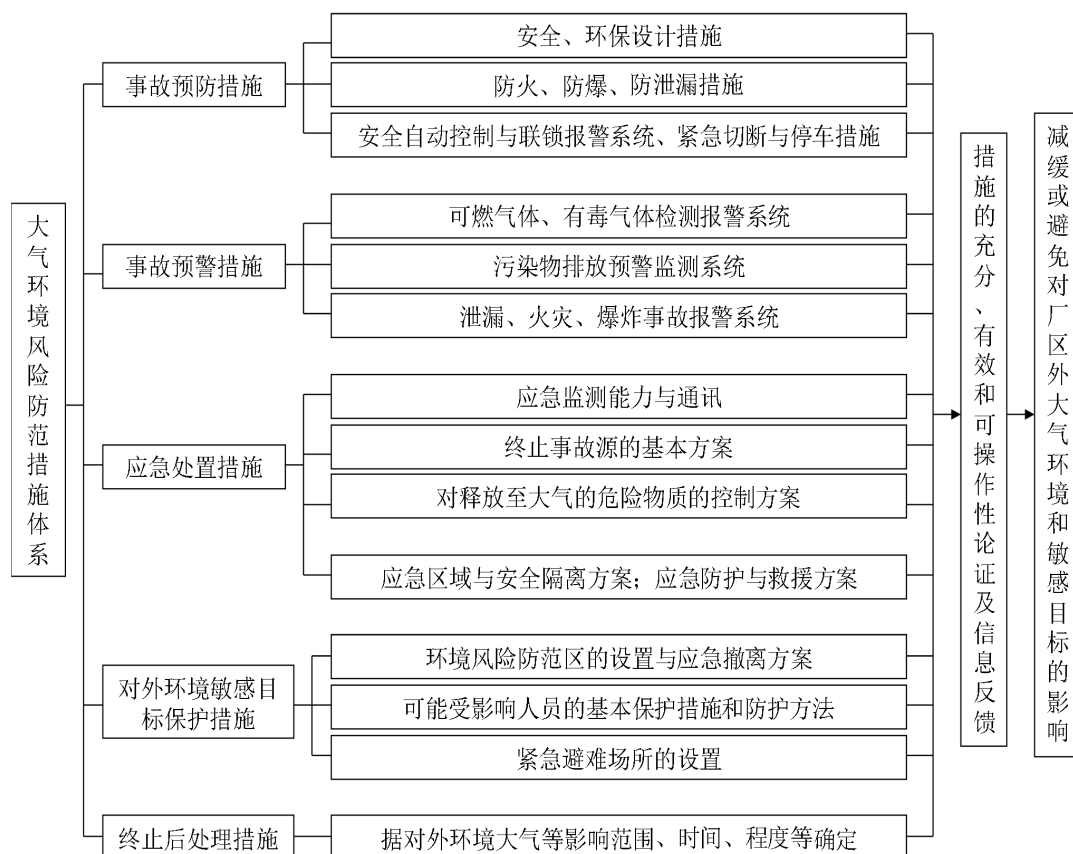 大气环境风险防范措施体系
事故预防措施
安全、环保设计措施
防火、防爆、防泄漏措施
安全自动控制与联锁报警系统、紧急切断与停车措施
事故预警措施
可燃气体、有毒气体检测报警系统
污染物排放预警监测系统
泄漏、火灾、爆炸事故报警系统
应急处置措施
应急监测能力与通讯
终止事故源的基本方案
对释放至大气的危险物质的控制方案
应急区域与安全隔离方案；应急防护与救援方案
对外环境敏感目
标保护措施
环境风险防范区的设置与应急撤离方案
可能受影响人员的基本保护措施和防护方法
紧急避难场所的设置
终止后处理措施
据对外环境大气等影响范围、时间、程度等确定
措施的充分、有效和可操作性论证及信息反馈
减缓或避免对厂区外大气环境和敏感目标的影响